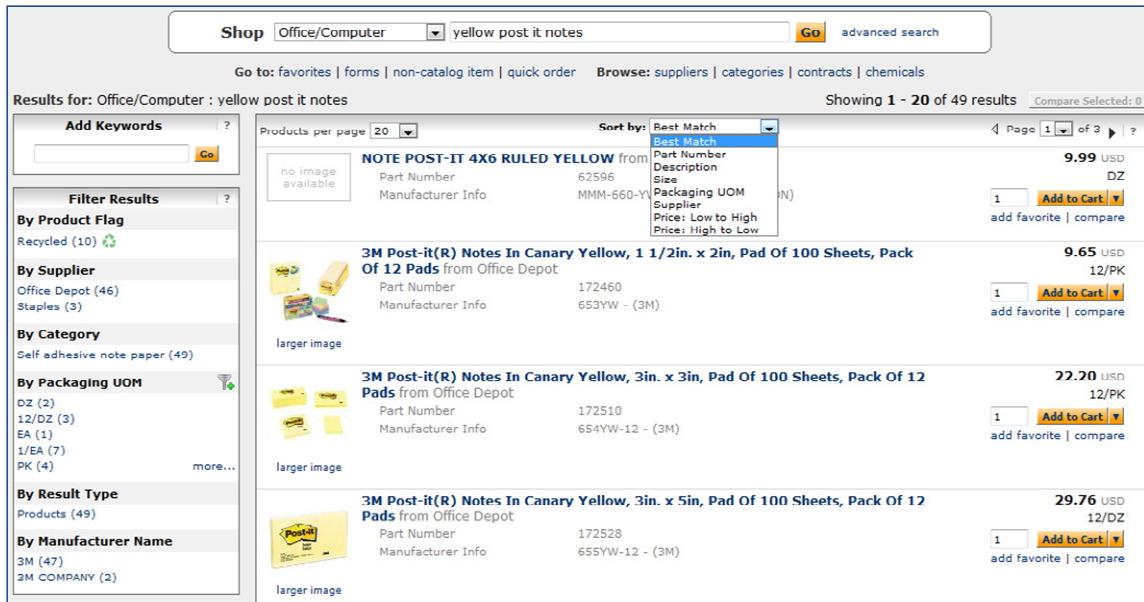 Shop Office/Computer yellow post it notes Go advanced search
Go to: favorites | forms | non-catalog item | quick order Browse: suppliers | categories | contracts | chemicals
Results for: Office/Computer : yellow post it notes Showing 1 - 20 of 49 results Compare Selected: 0
Add Keywords ?
Go
Filter Results ?
By Product Flag
Recycled (10)
By Supplier
Office Depot (46)
Staples (3)
By Category
Self adhesive note paper (49)
By Packaging UOM
DZ (2)
12/DZ (3)
EA (1)
1/EA (7)
PK (4) more...
By Result Type
Products (49)
By Manufacturer Name
3M (47)
3M COMPANY (2)
Products per page 20 Sort by: Best Match Page 1 of 3 ?
Best Match
Part Number
Description
Size
Packaging UOM
Supplier
Price: Low to High
Price: High to Low
no image
available
NOTE POST-IT 4X6 RULED YELLOW from 9.99 USD
Part Number 62596 DZ
Manufacturer Info 1 Add to Cart
add favorite | compare
3M Post-it(R) Notes In Canary Yellow, 1 1/2in. x 2in, Pad Of 100 Sheets, Pack 9.65 USD
Of 12 Pads from Office Depot 12/PK
Part Number 172460 1 Add to Cart
Manufacturer Info 653YW - (3M) add favorite | compare
larger image
3M Post-it(R) Notes In Canary Yellow, 3in. x 3in, Pad Of 100 Sheets, Pack Of 12 22.20 USD
Pads from Office Depot 12/PK
Part Number 172510 1 Add to Cart
Manufacturer Info 654YW-12 - (3M) add favorite | compare
larger image
3M Post-it(R) Notes In Canary Yellow, 3in. x 5in, Pad Of 100 Sheets, Pack Of 12 29.76 USD
Pads from Office Depot 12/DZ
Part Number 172528 1 Add to Cart
Manufacturer Info 655YW-12 - (3M) add favorite | compare
Post-it
larger image